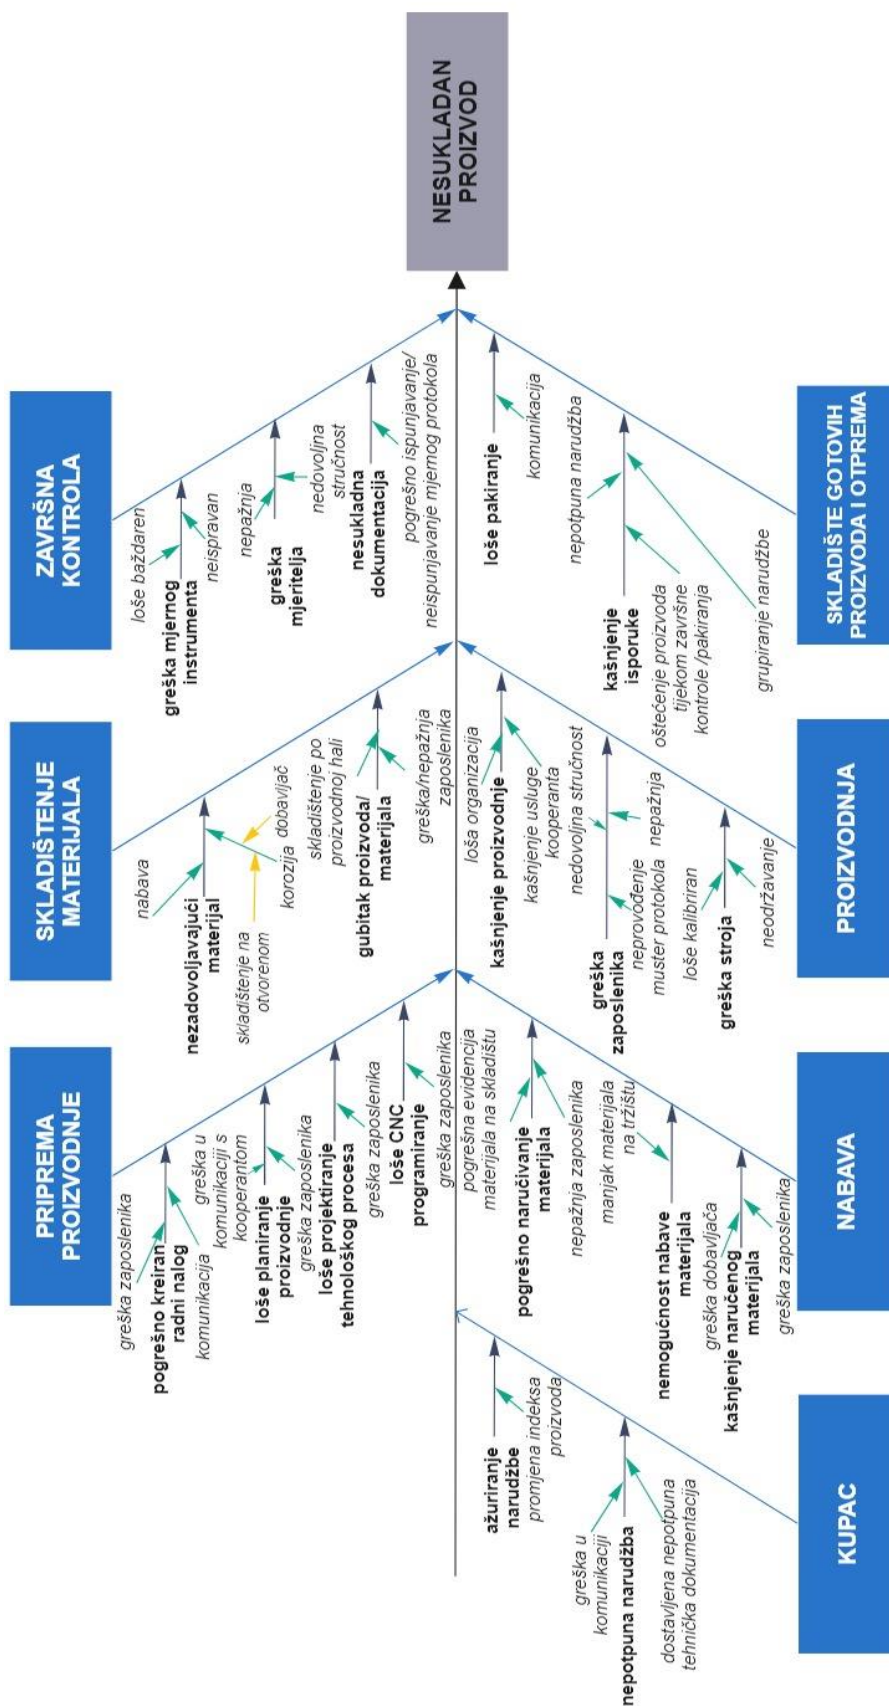 PRIPREMA
PROIZVODNJE
greška zaposlenika
pogrešno kreiran
radni nalog
komunikacija
greška u
komunikaciji s
kooperantom
loše planiranje
proizvodnje
greška zaposlenika
loše projektiranje
tehnološkog procesa
greška zaposlenika
loše CNC
programiranje
greška zaposlenika
SKLADIŠTENJE
MATERIJALA
nabava
nezadovoljavajući
materijal
skladištenje na
otvorenom
korozija
dobavljač
skladištenje po
proizvodnoj hali
gubitak proizvoda/
materijala
greška/nepažnja
zaposlenika
ZAVRŠNA
KONTROLA
loše baždaren
greška mjernog
instrumenta
neispravan
nepažnja
greška
mjeritelja
nedovoljna
stručnost
nesukladna
dokumentacija
pogrešno ispunjavanje/
neispunjavanje mjernog protokola
NESUKLADAN
PROIZVOD
ažuriranje
narudžbe
promjena indeksa
proizvoda
greška u
komunikaciji
nepotpuna narudžba
dostavljena nepotpuna
tehnička dokumentacija
KUPAC
pogrešna evidencija
materijala na skladištu
pogrešno naručivanje
materijala
nepažnja zaposlenika
manjak materijala
na tržištu
nemogućnost nabave
materijala
greška dobavljača
kašnjenje naručenog
materijala
greška zaposlenika
NABAVA
loša organizacija
kašnjenje proizvodnje
kašnjenje usluge
kooperanta
nedovoljna stručnost
greška
zaposlenika
neprovođenje
muster protokola
nepažnja
loše kalibriran
greška stroja
neodržavanje
PROIZVODNJA
loše pakiranje
komunikacija
nepotpuna narudžba
kašnjenje
isporuke
oštećenje proizvoda
tijekom završne
kontrole /pakiranja
grupiranje narudžbe
SKLADIŠTE GOTOVIH
PROIZVODA I OTPREMA